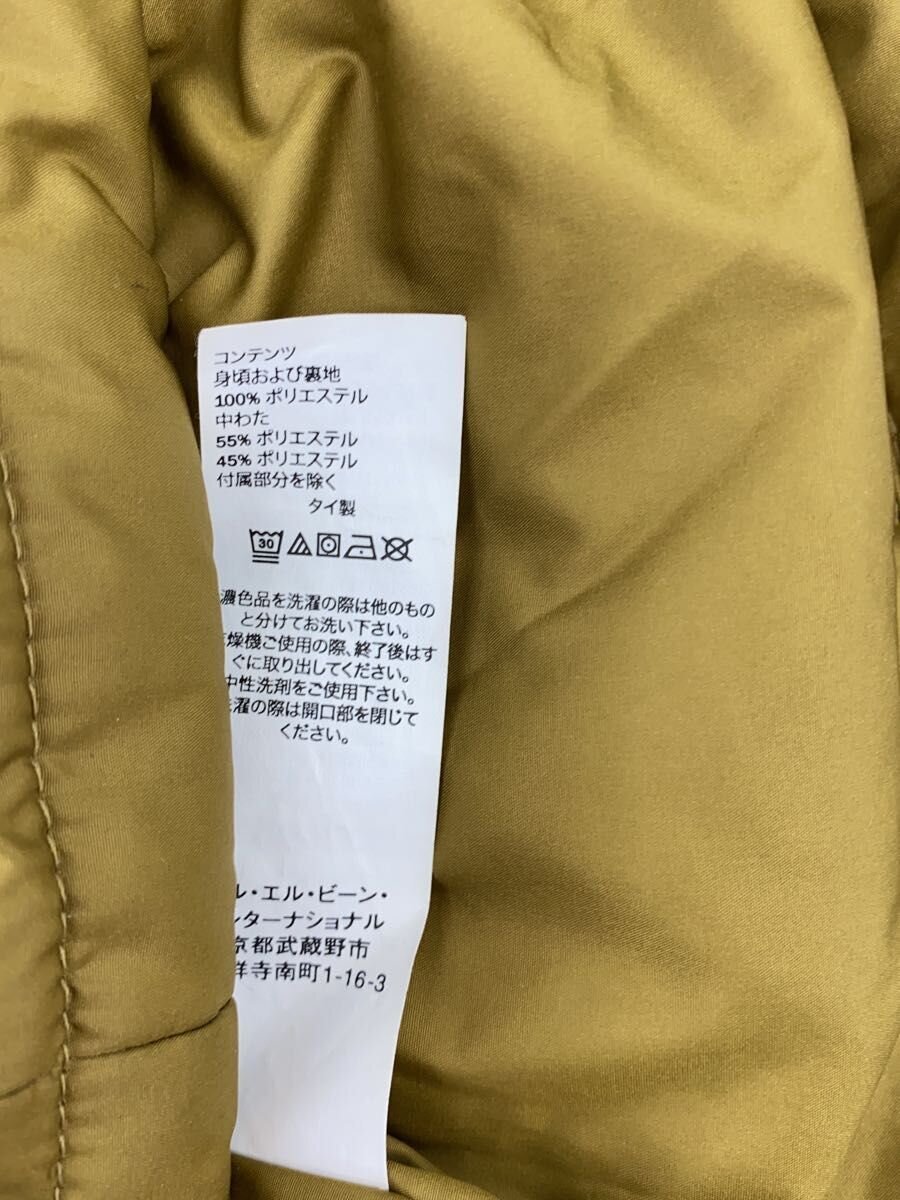 コンテンツ
身頃および裏地
100% ポリエステル
中わた
55% ポリエステル
45% ポリエステル
付属部分を除く
タイ製
30
濃色品を洗濯の際は他のもの
と分けてお洗い下さい。
燥機ご使用の際、終了後はす
ぐに取り出してください。
中性洗剤をご使用下さい。
濯の際は開口部を閉じて
ください。
ル・エル・ビーン・
ンターナショナル
京都武蔵野市
祥寺南町1-16-3